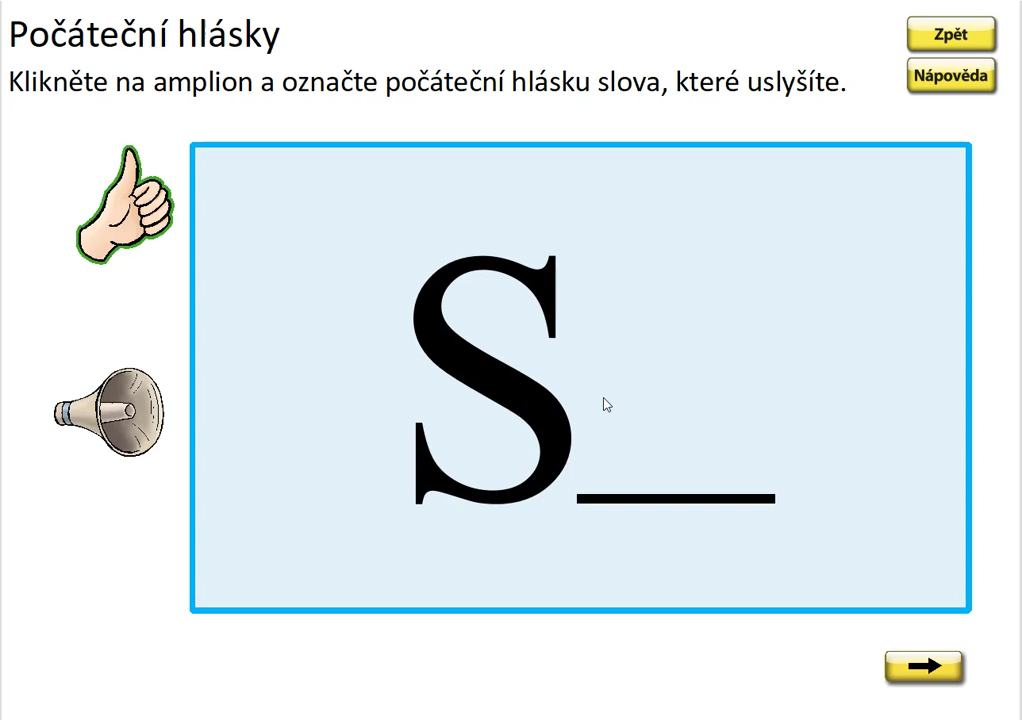 Počáteční hlásky
Zpět
Klikněte na amplion a označte počáteční hlásku slova, které uslyšíte.
Nápověda
S_